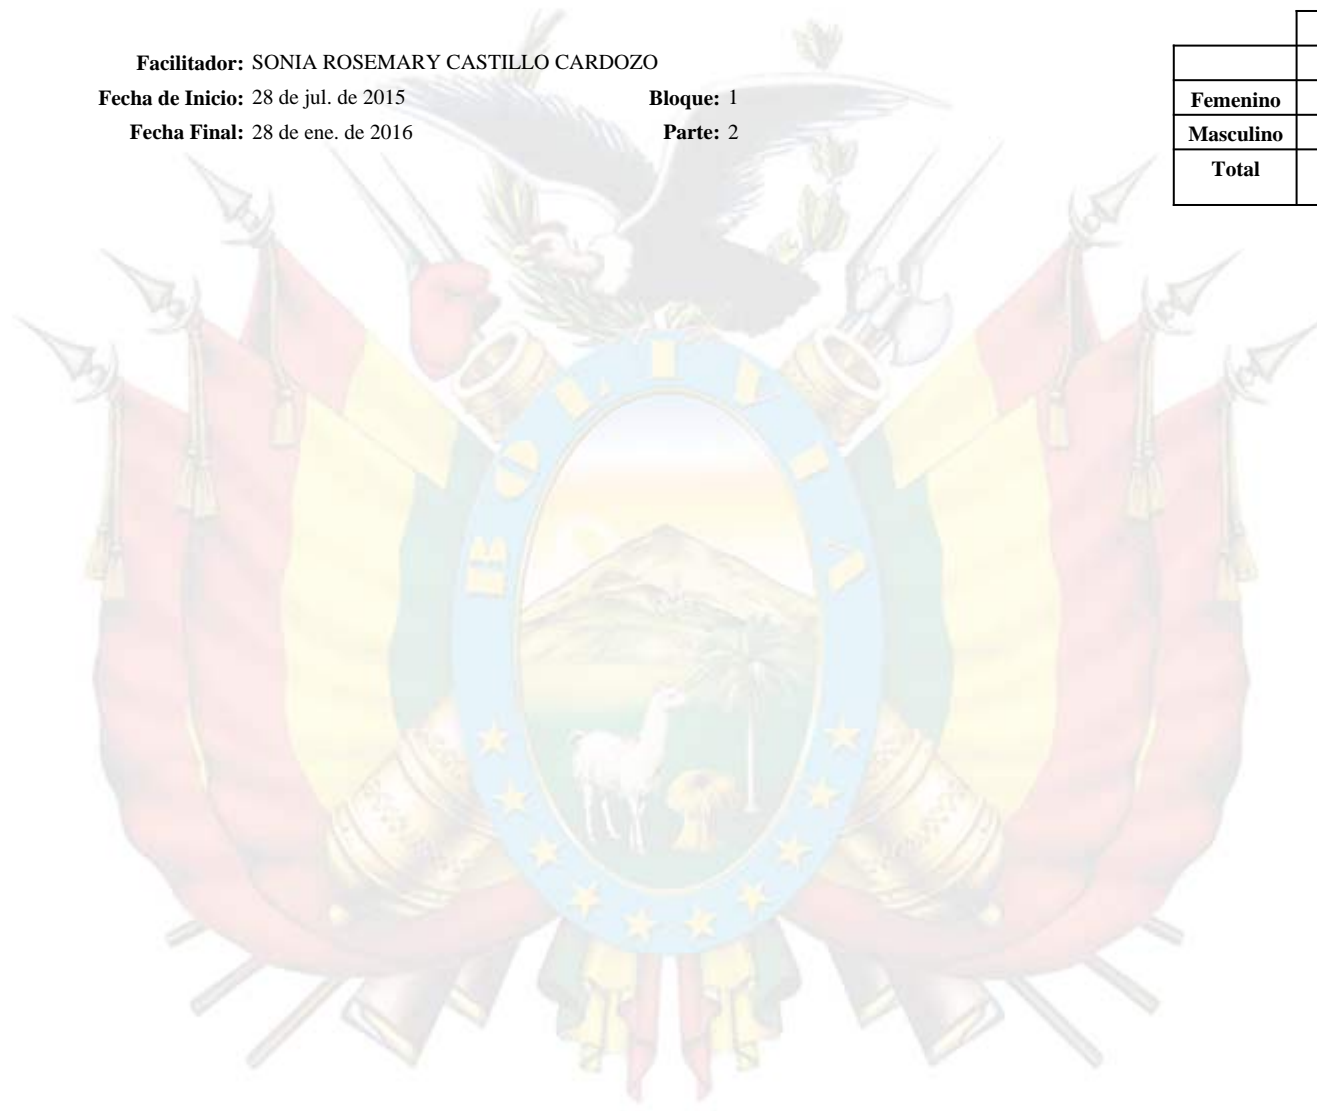 Facilitador: SONIA ROSEMARY CASTILLO CARDOZO
Fecha de Inicio: 28 de jul. de 2015 Bloque: 1
Fecha Final: 28 de ene. de 2016 Parte: 2
Femenino
Masculino
Total
BOLIVIA